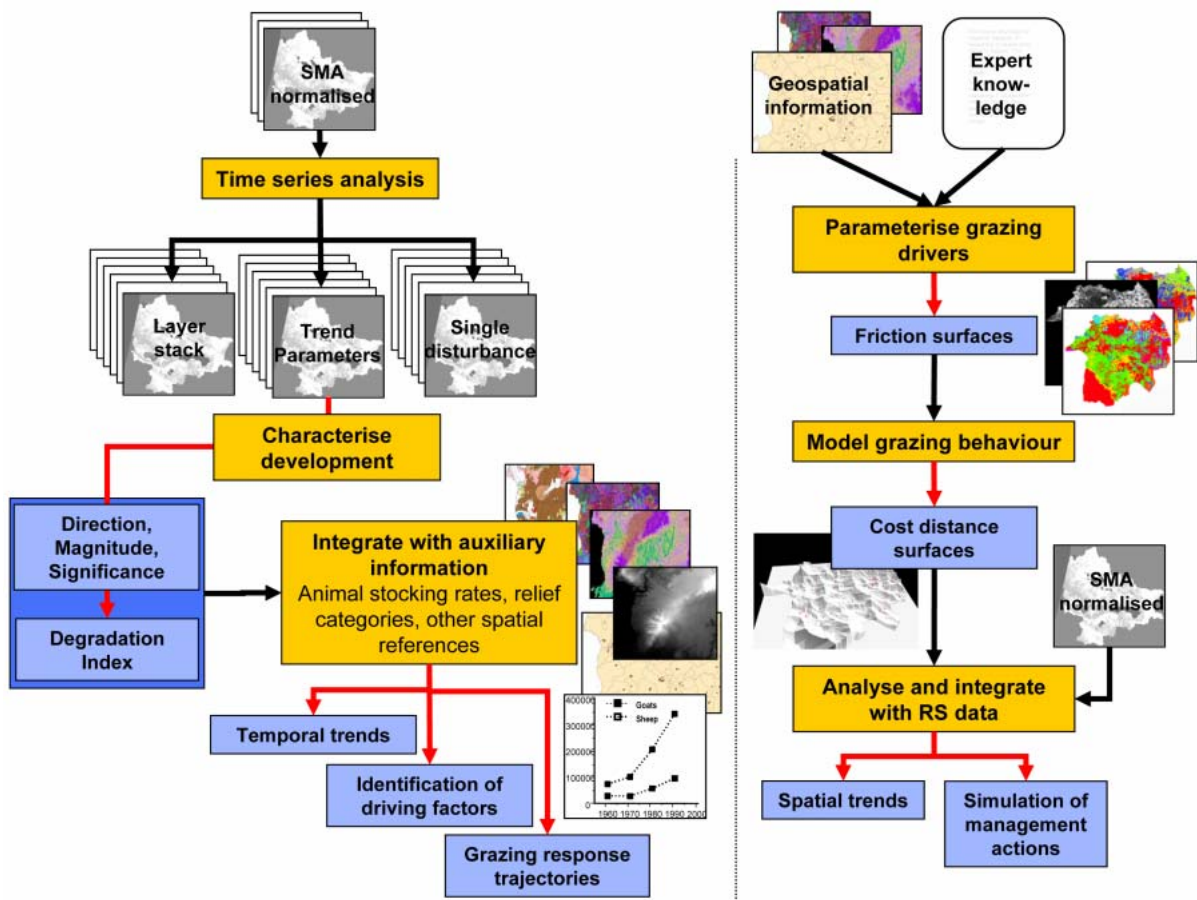 SMA
normalised
Time series analysis
Layer
stack
Trend
Parameters
Single
disturbance
Characterise
development
Direction,
Magnitude,
Significance
Degradation
Index
Integrate with auxiliary
information
Animal stocking rates, relief
categories, other spatial
references
Temporal trends
Identification of
driving factors
Grazing response
trajectories
400000
300000
200000
100000
0
Goats
Sheep
1960 1970 1980 1990 2000
Geospatial
information
Expert
know-
ledge
Parameterise grazing
drivers
Friction surfaces
Model grazing behaviour
Cost distance
surfaces
SMA
normalised
Analyse and integrate
with RS data
Spatial trends
Simulation of
management
actions